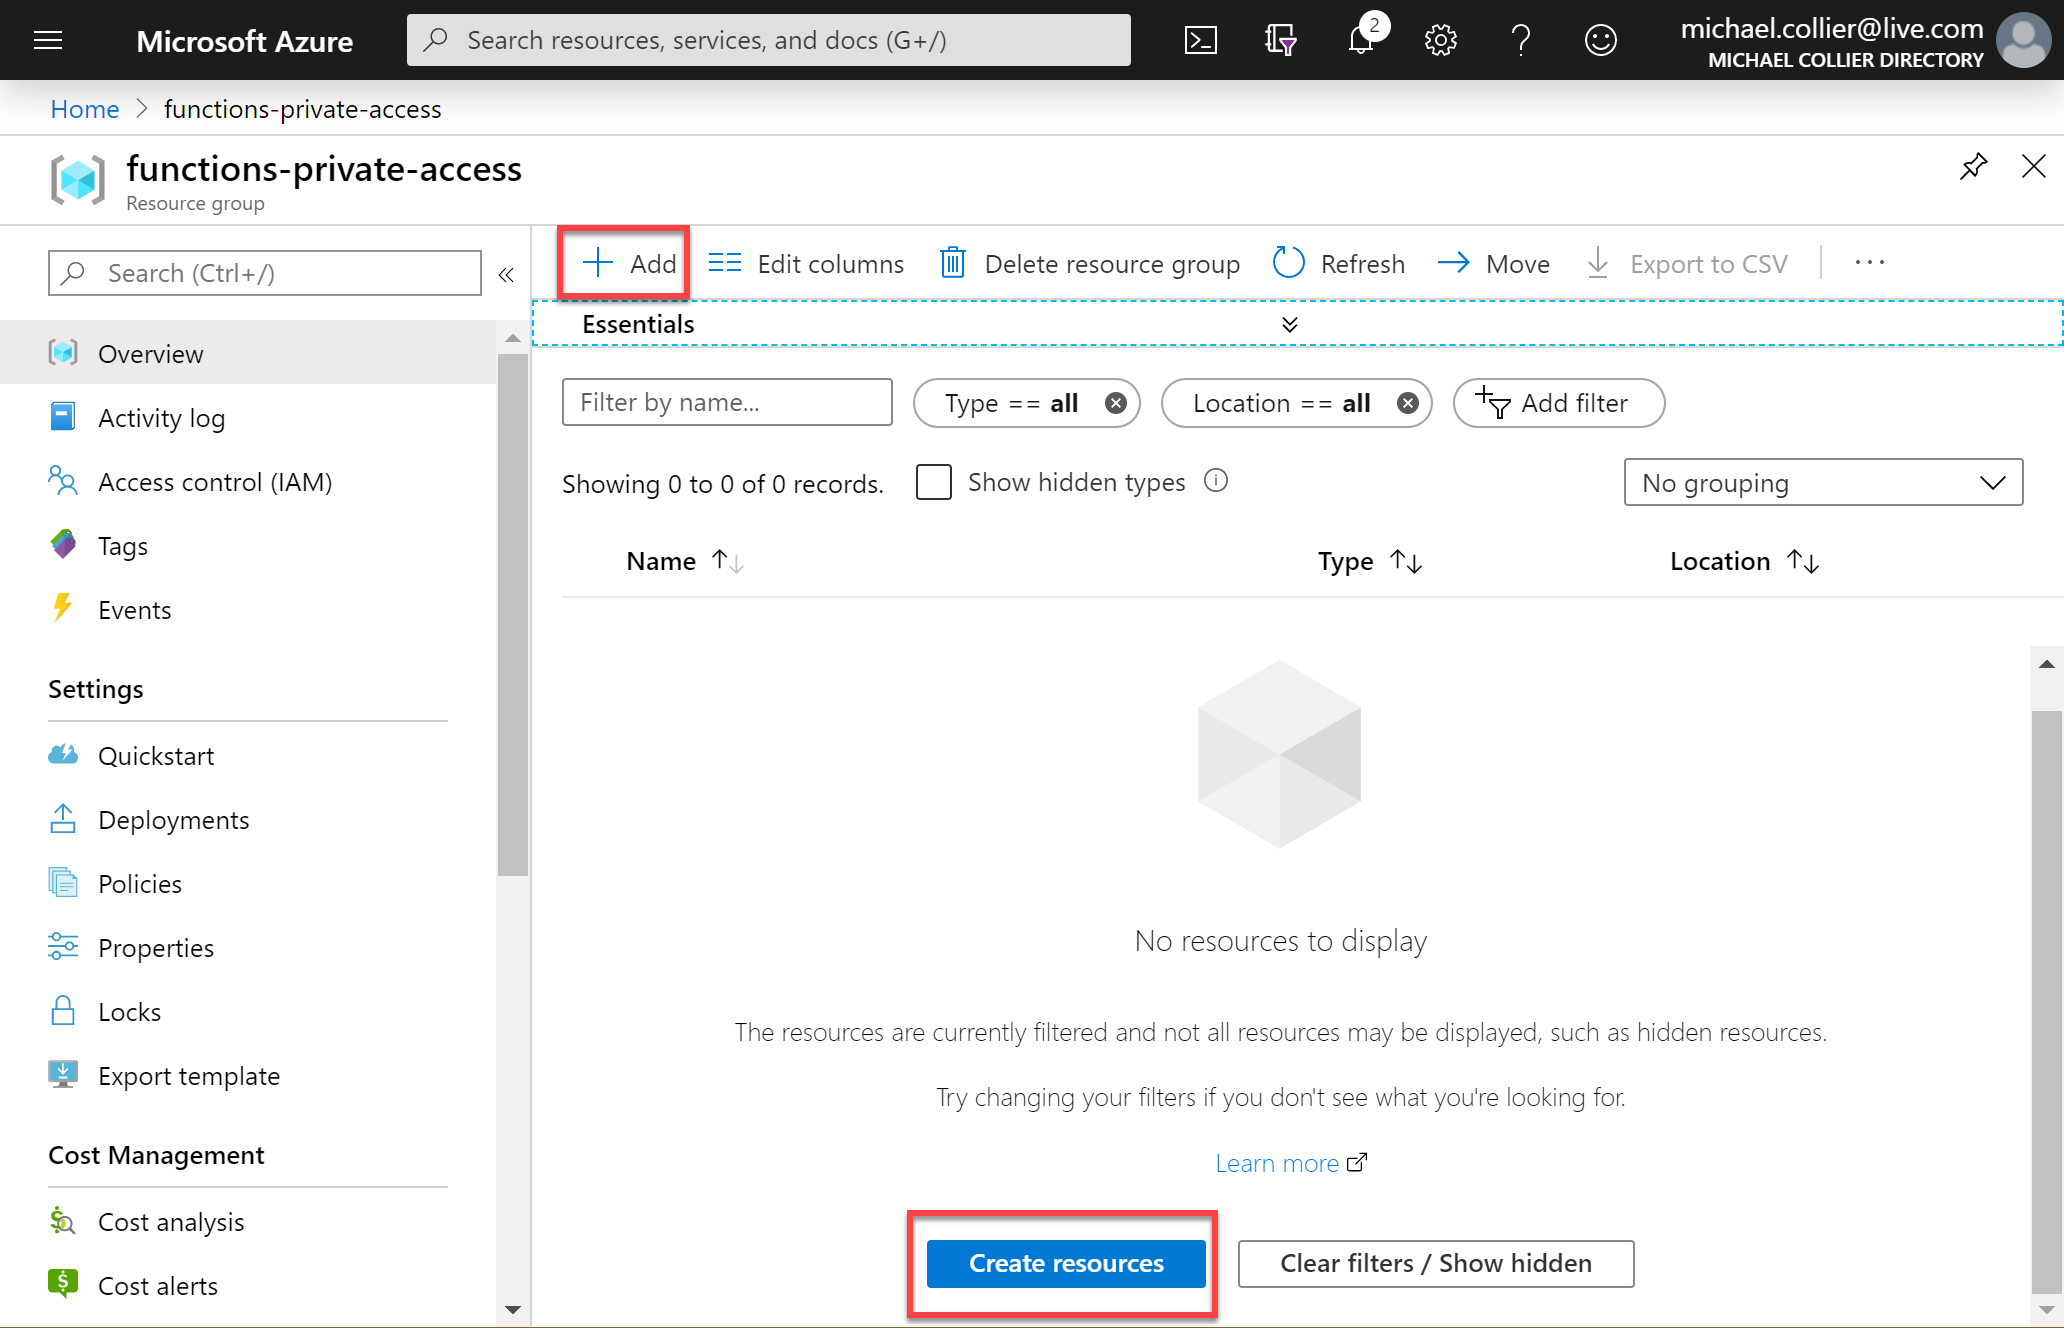 Microsoft Azure
Search resources, services, and docs (G+/)
2
michael.collier@live.com
MICHAEL COLLIER DIRECTORY
Home > functions-private-access
functions-private-access
Resource group
Search (Ctrl+/)
«
Overview
Activity log
Access control (IAM)
Tags
Events
Settings
Quickstart
Deployments
Policies
Properties
Locks
Export template
Cost Management
Cost analysis
Cost alerts
Add
Edit columns
Delete resource group
Refresh
Move
Export to CSV
...
Essentials
Filter by name...
Type == all
Location == all
Add filter
Showing 0 to 0 of 0 records.
Show hidden types
No grouping
Name ↑↓
Type ↑↓
Location ↑↓
No resources to display
The resources are currently filtered and not all resources may be displayed, such as hidden resources.
Try changing your filters if you don't see what you're looking for.
Learn more
Create resources
Clear filters / Show hidden